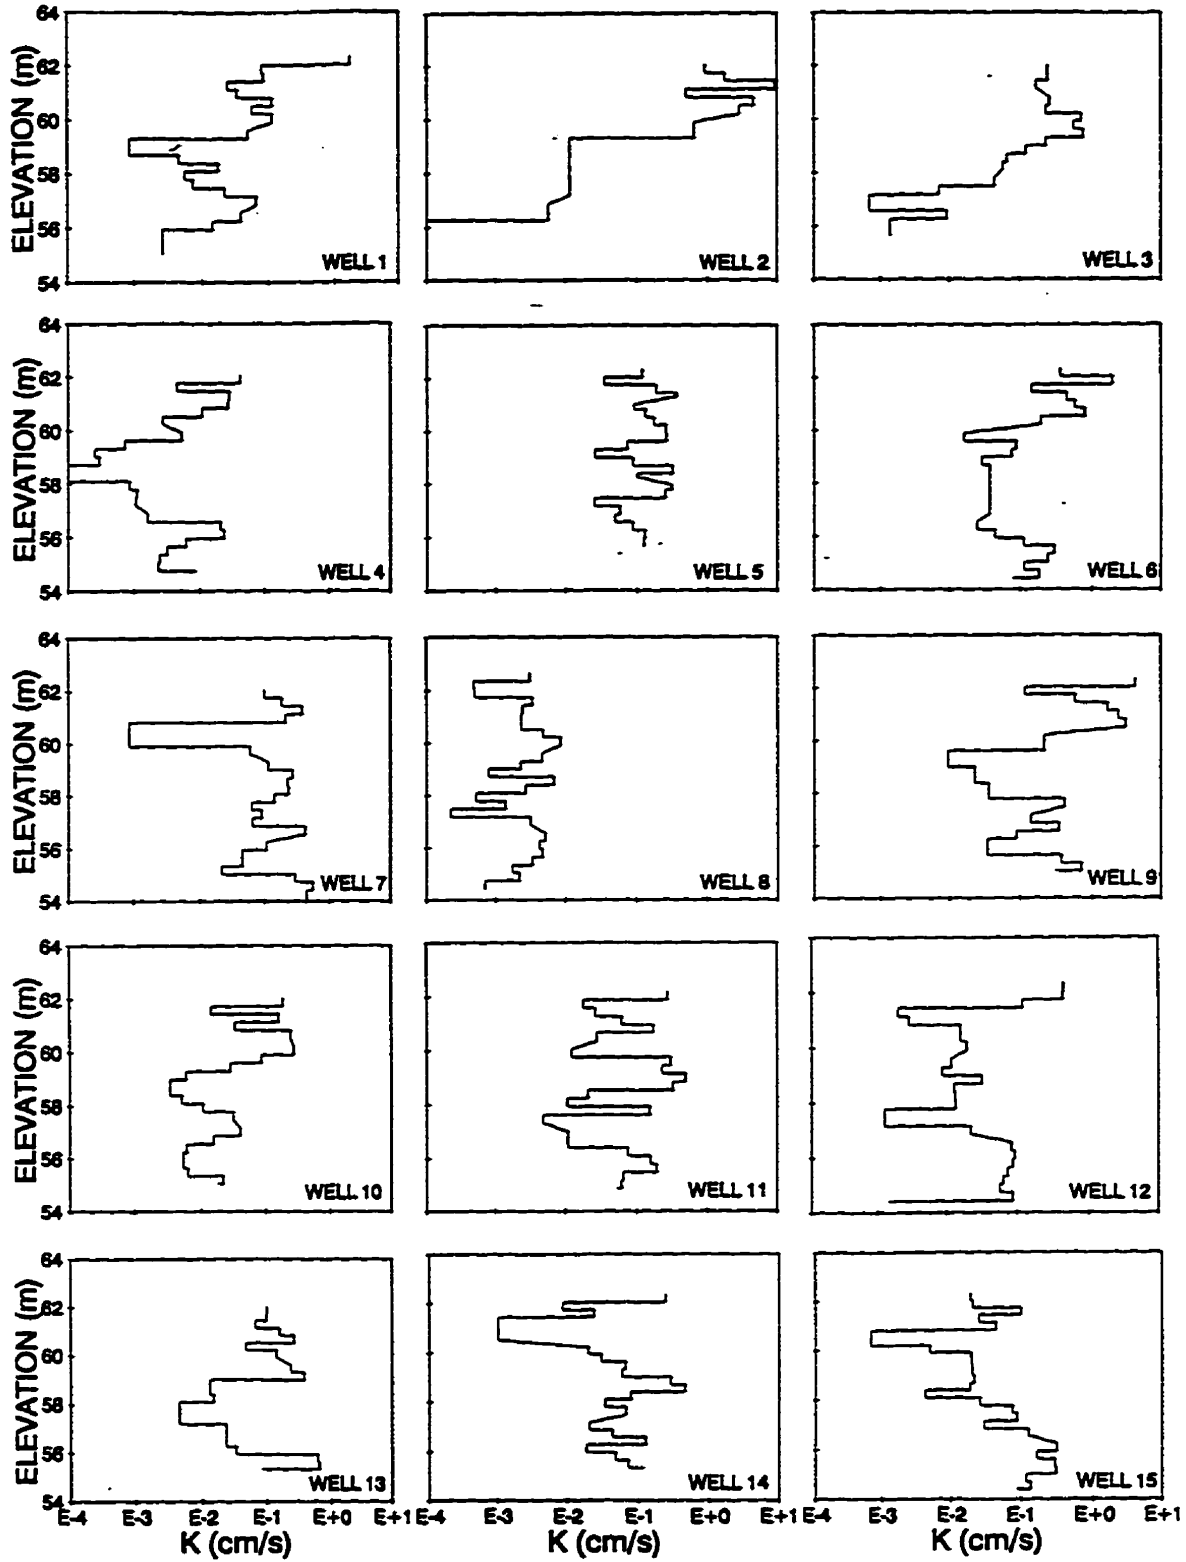 64
62
60
58
56
54
ELEVATION (m)
WELL 1
WELL 2
WELL 3
64
62
60
58
56
54
ELEVATION (m)
WELL 4
WELL 5
WELL 6
64
62
60
58
56
54
ELEVATION (m)
WELL 7
WELL 8
WELL 9
64
62
60
58
56
54
ELEVATION (m)
WELL 10
WELL 11
WELL 12
64
62
60
58
56
54
ELEVATION (m)
WELL 13
WELL 14
WELL 15
E-4 E-3 E-2 E-1 E+0 E+1 E-4 E-3 E-2 E-1 E+0 E+1 E-4 E-3 E-2 E-1 E+0 E+1
K (cm/s) K (cm/s) K (cm/s)